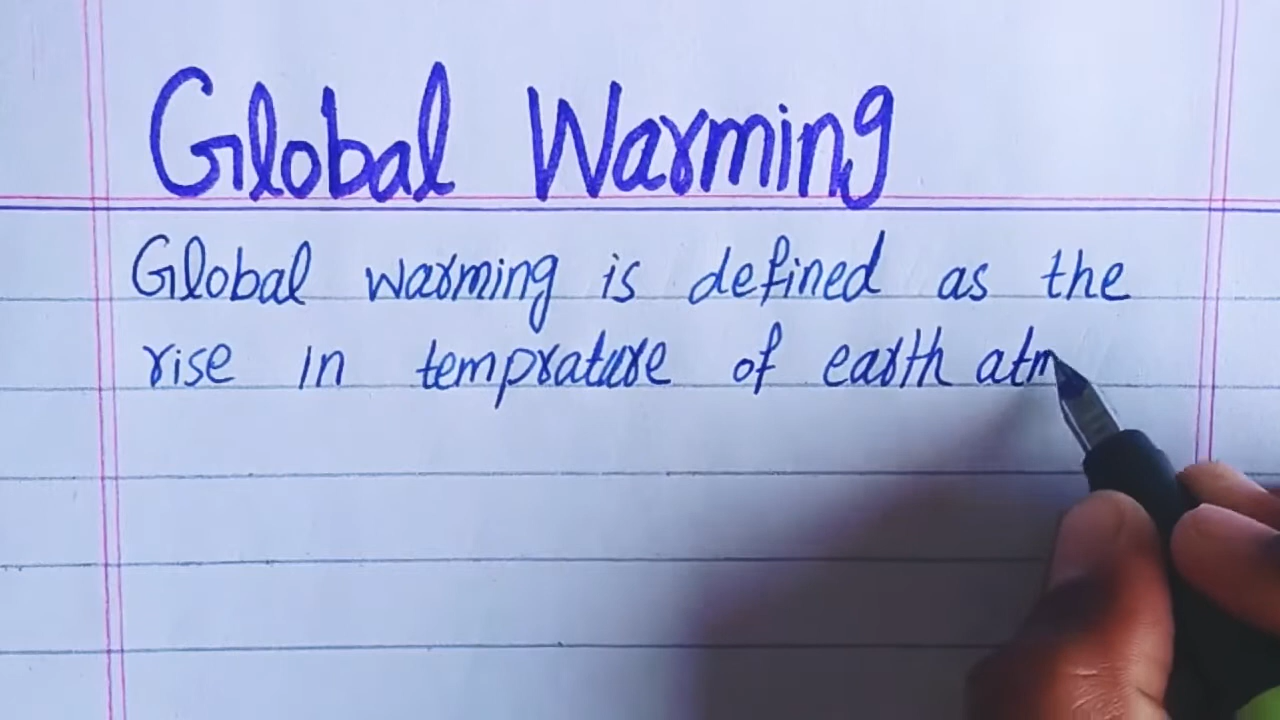 Global Warming
Global warming is defined as the
rise in temprature of earth atm